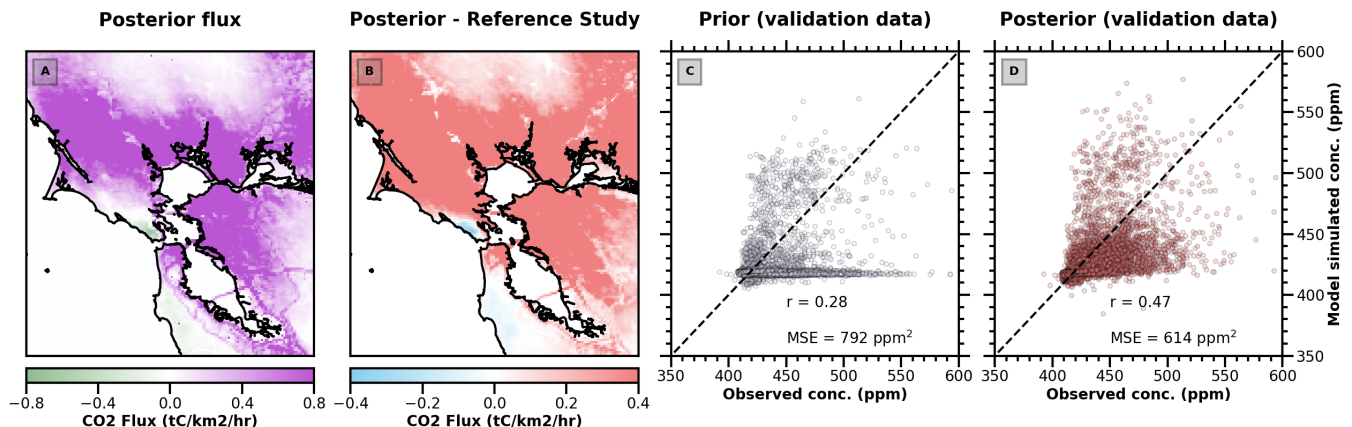 Posterior flux
Posterior - Reference Study
Prior (validation data)
Posterior (validation data)
A
B
C
D
600
550
500
450
400
350
Model simulated conc. (ppm)
r = 0.28
MSE = 792 ppm²
r = 0.47
MSE = 614 ppm²
−0.8 −0.4 0.0 0.4 0.8
CO2 Flux (tC/km2/hr)
−0.4 −0.2 0.0 0.2 0.4
CO2 Flux (tC/km2/hr)
350 400 450 500 550 600
Observed conc. (ppm)
350 400 450 500 550 600
Observed conc. (ppm)